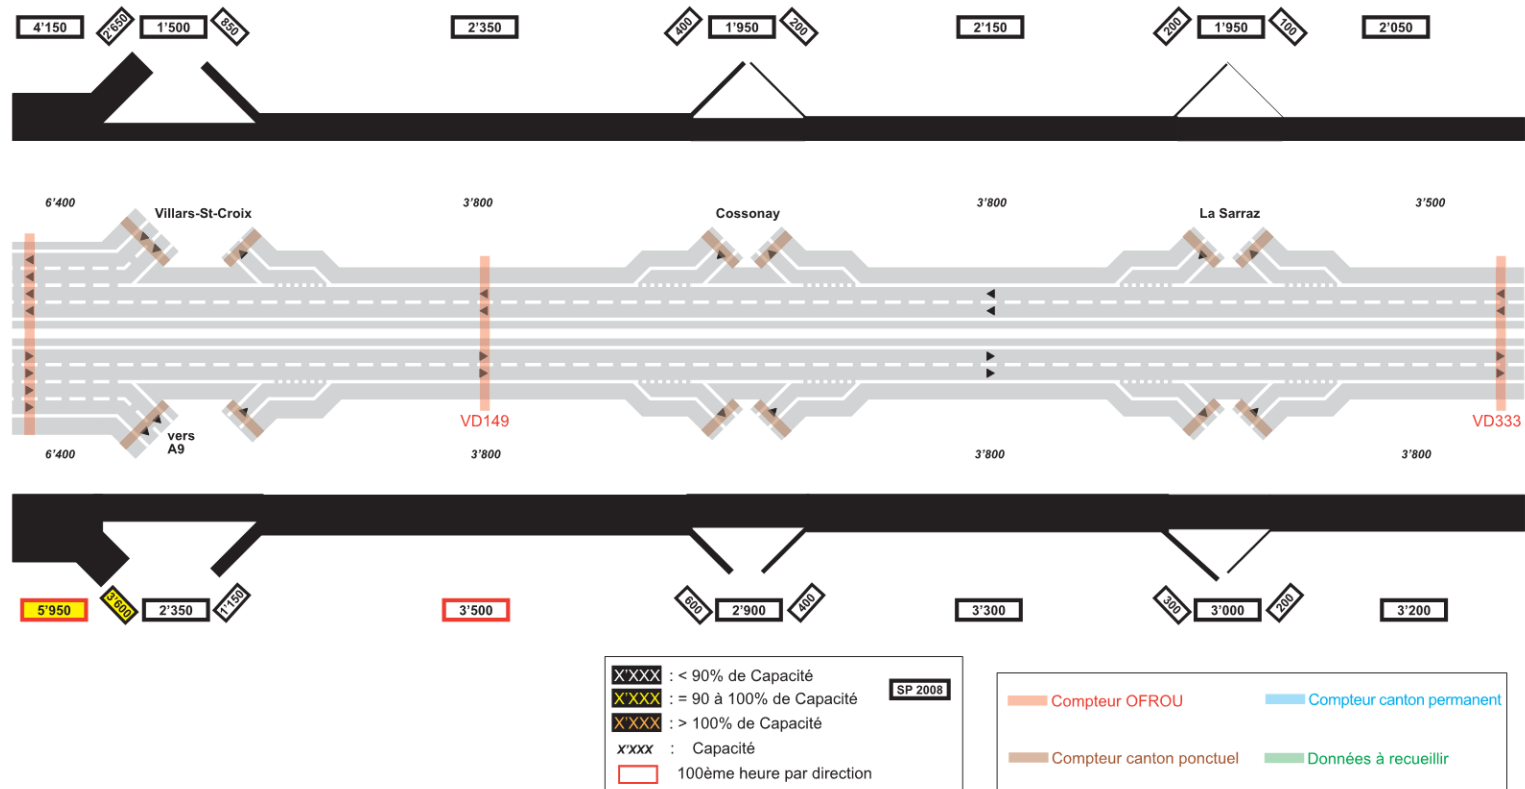 4'150 2'650 1'500 850 2'350 400 1'950 200 2'150 200 1'950 100 2'050
6'400 3'800 3'800 3'500
Villars-St-Croix Cossonay La Sarraz
VD149 VD333
vers
A9
6'400 3'800 3'800 3'800
5'950 3'600 2'350 1'150 3'500 600 2'900 400 3'300 300 3'000 200 3'200
X'XXX : < 90% de Capacité
SP 2008
X'XXX : = 90 à 100% de Capacité
X'XXX : > 100% de Capacité
X'XXX : Capacité
100ème heure par direction
Compteur OFROU Compteur canton permanent
Compteur canton ponctuel Données à recueillir